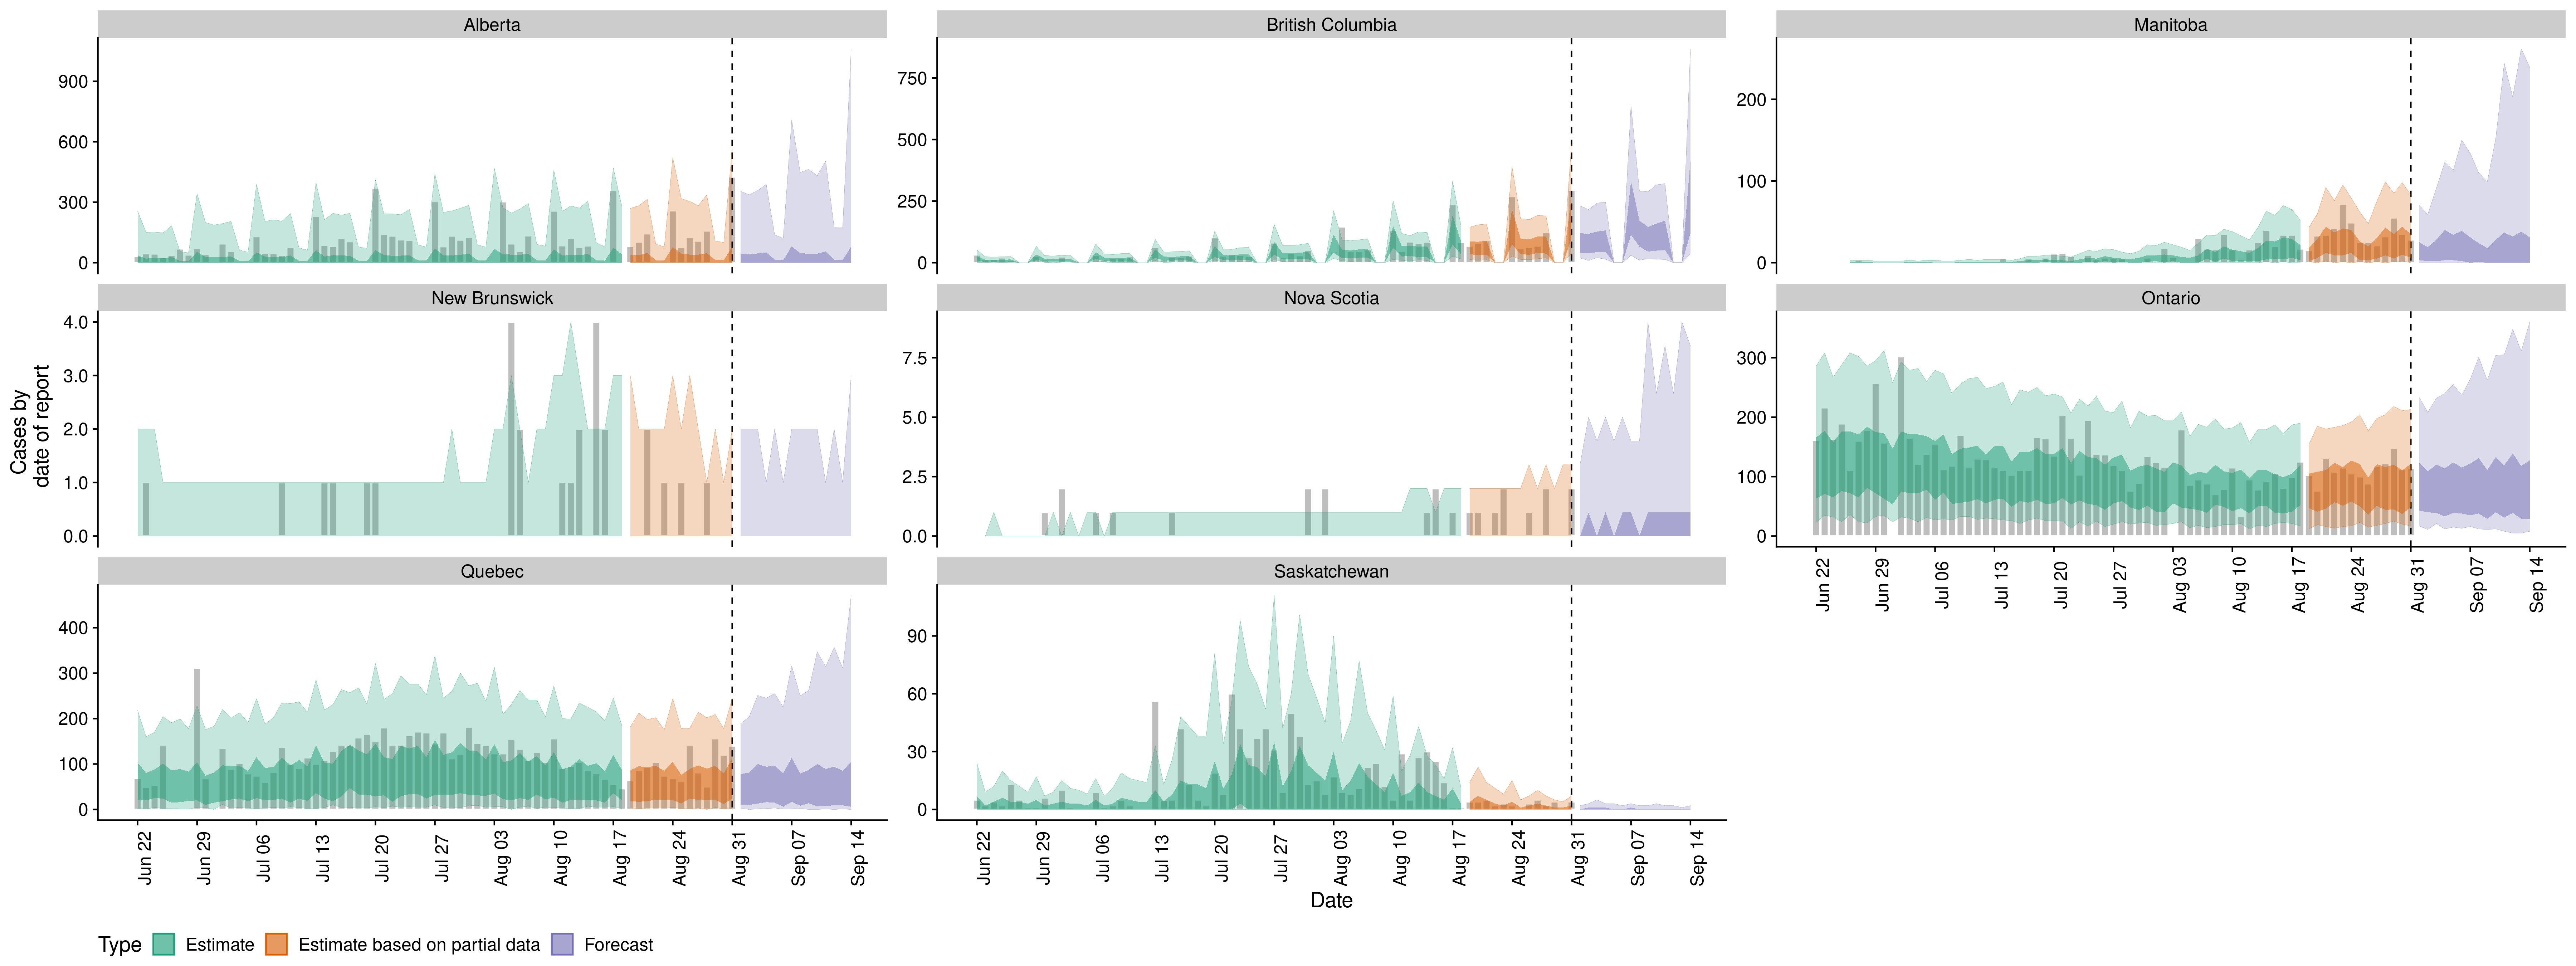 Alberta
British Columbia
Manitoba
900
600
300
0
750
500
250
0
200
100
0
New Brunswick
Nova Scotia
Ontario
Cases by
date of report
4.0
3.0
2.0
1.0
0.0
7.5
5.0
2.5
0.0
300
200
100
0
Jun 22
Jun 29
Jul 06
Jul 13
Jul 20
Jul 27
Aug 03
Aug 10
Aug 17
Aug 24
Aug 31
Sep 07
Sep 14
Quebec
Saskatchewan
400
300
200
100
0
90
60
30
0
Jun 22
Jun 29
Jul 06
Jul 13
Jul 20
Jul 27
Aug 03
Aug 10
Aug 17
Aug 24
Aug 31
Sep 07
Sep 14
Jun 22
Jun 29
Jul 06
Jul 13
Jul 20
Jul 27
Aug 03
Aug 10
Aug 17
Aug 24
Aug 31
Sep 07
Sep 14
Date
Type Estimate Estimate based on partial data Forecast